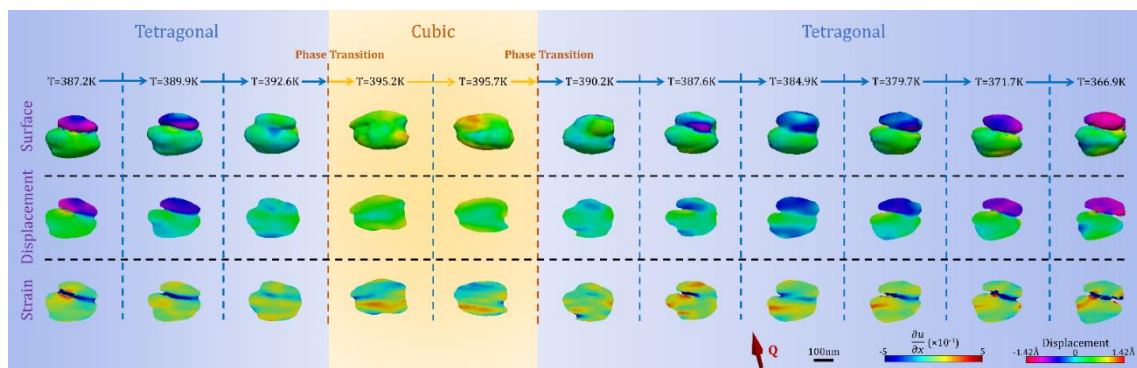 Tetragonal Cubic Tetragonal
Phase Transition Phase Transition
T=387.2K T=389.9K T=392.6K T=395.2K T=395.7K T=390.2K T=387.6K T=384.9K T=379.7K T=371.7K T=366.9K
Surface
Displacement
Strain
Q
100nm
∂u/∂x (×10⁻³)
-5 5
Displacement
-1.42Å 0 1.42Å